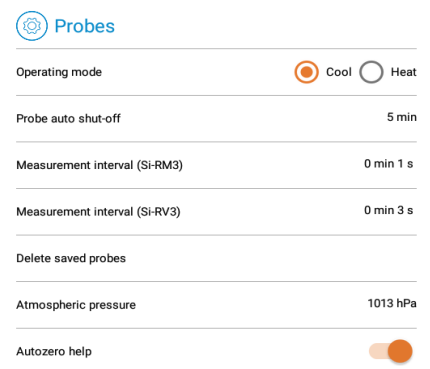 Probes
Operating mode Cool Heat
Probe auto shut-off 5 min
Measurement interval (Si-RM3) 0 min 1 s
Measurement interval (Si-RV3) 0 min 3 s
Delete saved probes
Atmospheric pressure 1013 hPa
Autozero help